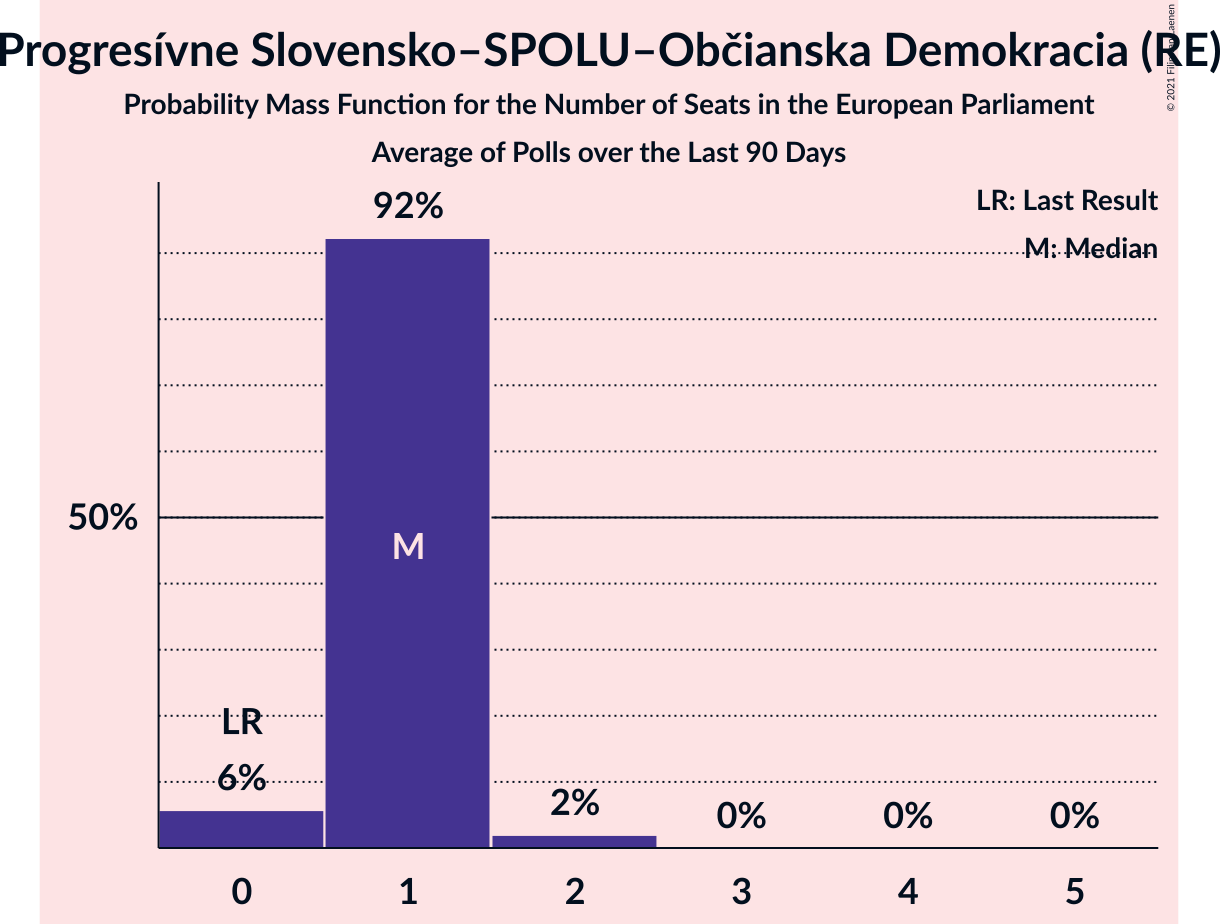 Progresívne Slovensko–SPOLU–Občianska Demokracia (RE)
Probability Mass Function for the Number of Seats in the European Parliament
Average of Polls over the Last 90 Days
© 2021 Laenen
LR: Last Result
M: Median
92%
50%
M
LR
6%
2%
0%
0%
0%
0
1
2
3
4
5